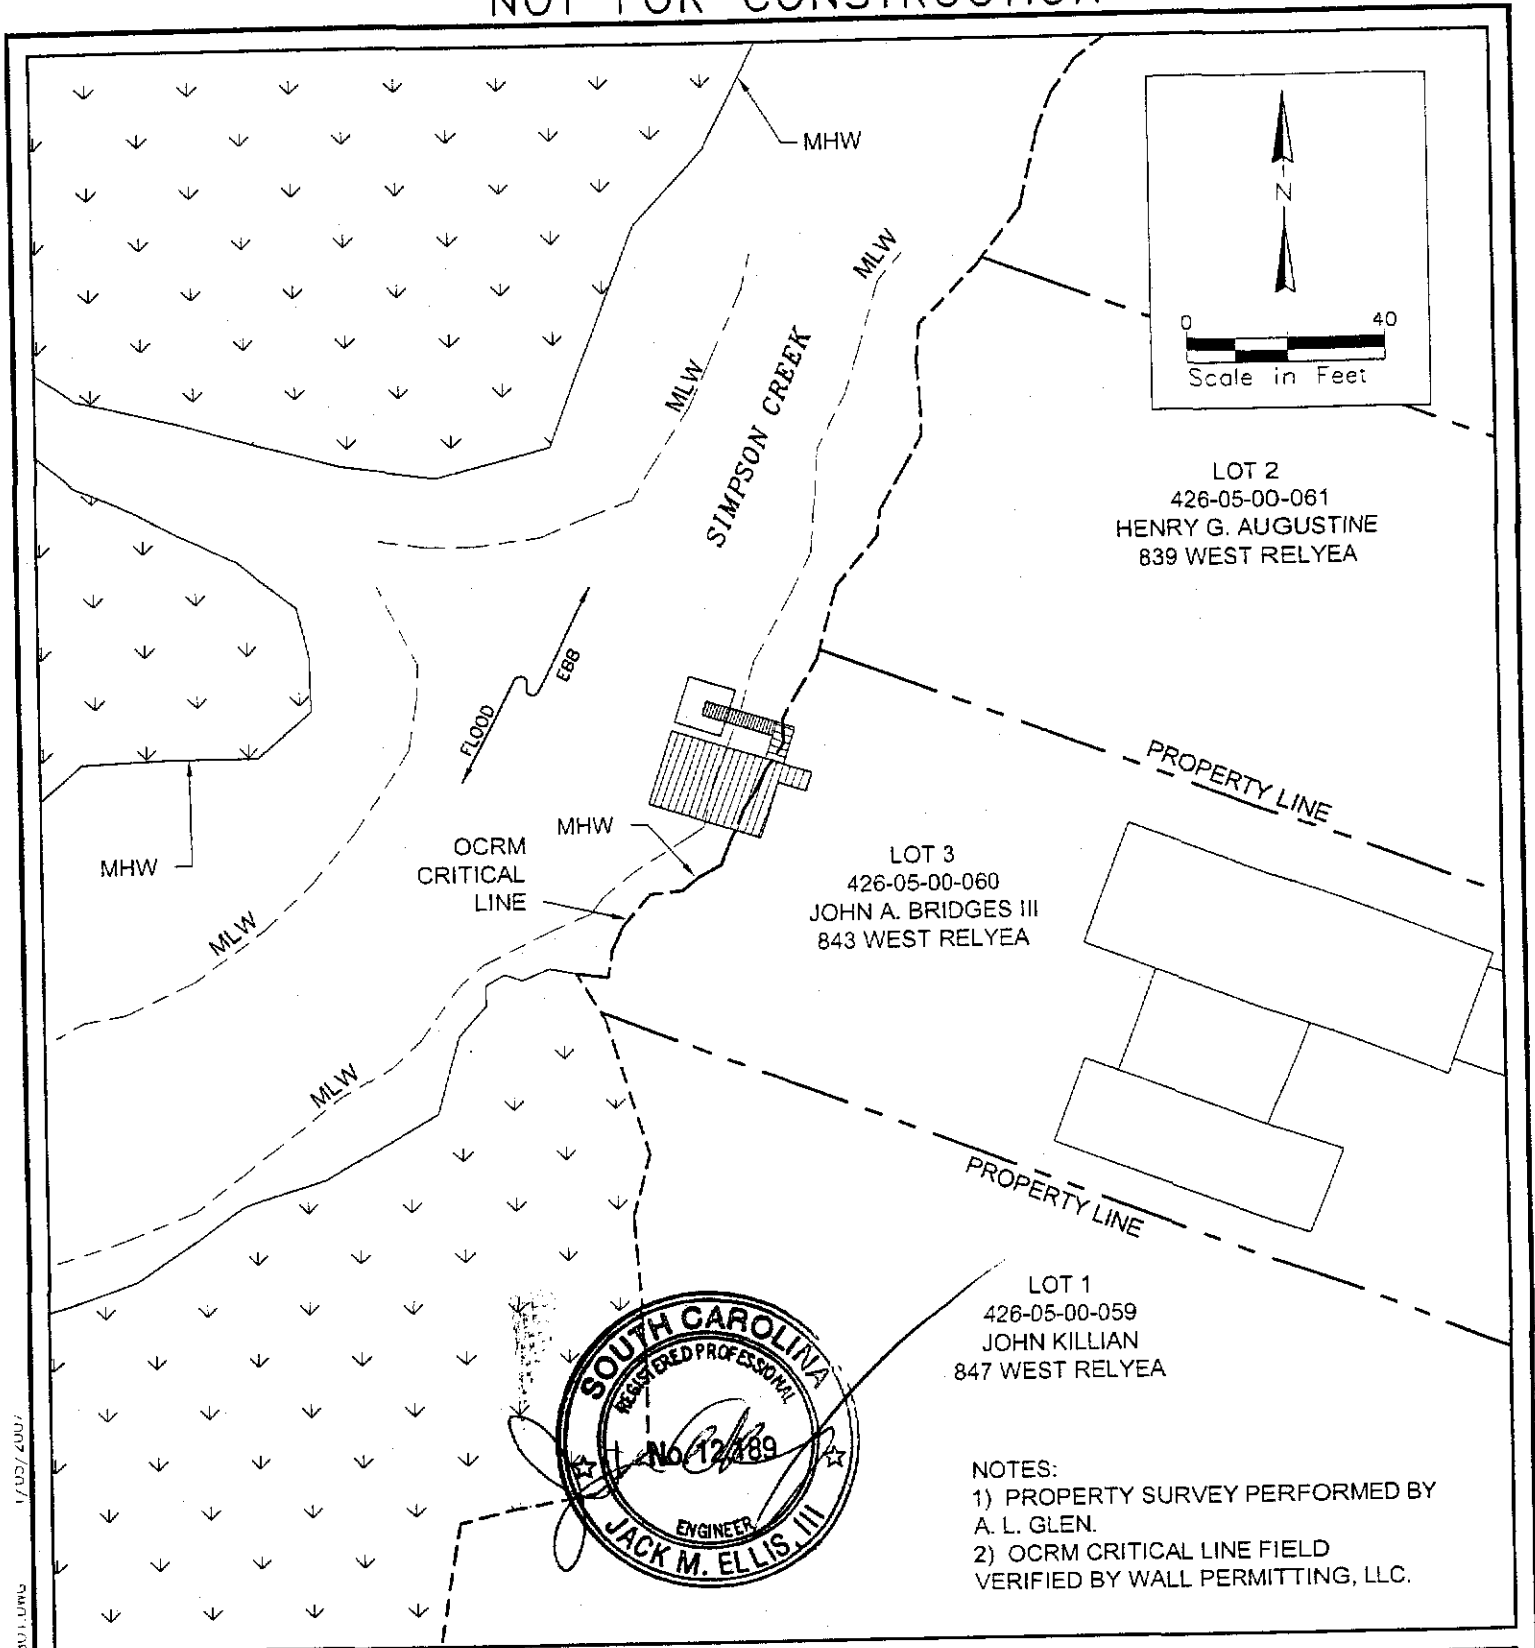 NOT FOR CONSTRUCTION
MHW
N
0 40
Scale in Feet
MLW
MLW
SIMPSON CREEK
LOT 2
426-05-00-061
HENRY G. AUGUSTINE
839 WEST RELYEA
EBB
FLOOD
PROPERTY LINE
MHW
OCRM
CRITICAL
LINE
MHW
LOT 3
426-05-00-060
JOHN A. BRIDGES III
843 WEST RELYEA
MLW
MLW
PROPERTY LINE
LOT 1
426-05-00-059
JOHN KILLIAN
847 WEST RELYEA
SOUTH CAROLINA
REGISTERED PROFESSIONAL
No. 12189
ENGINEER
JACK M. ELLIS, III
NOTES:
1) PROPERTY SURVEY PERFORMED BY
A. L. GLEN.
2) OCRM CRITICAL LINE FIELD
VERIFIED BY WALL PERMITTING, LLC.